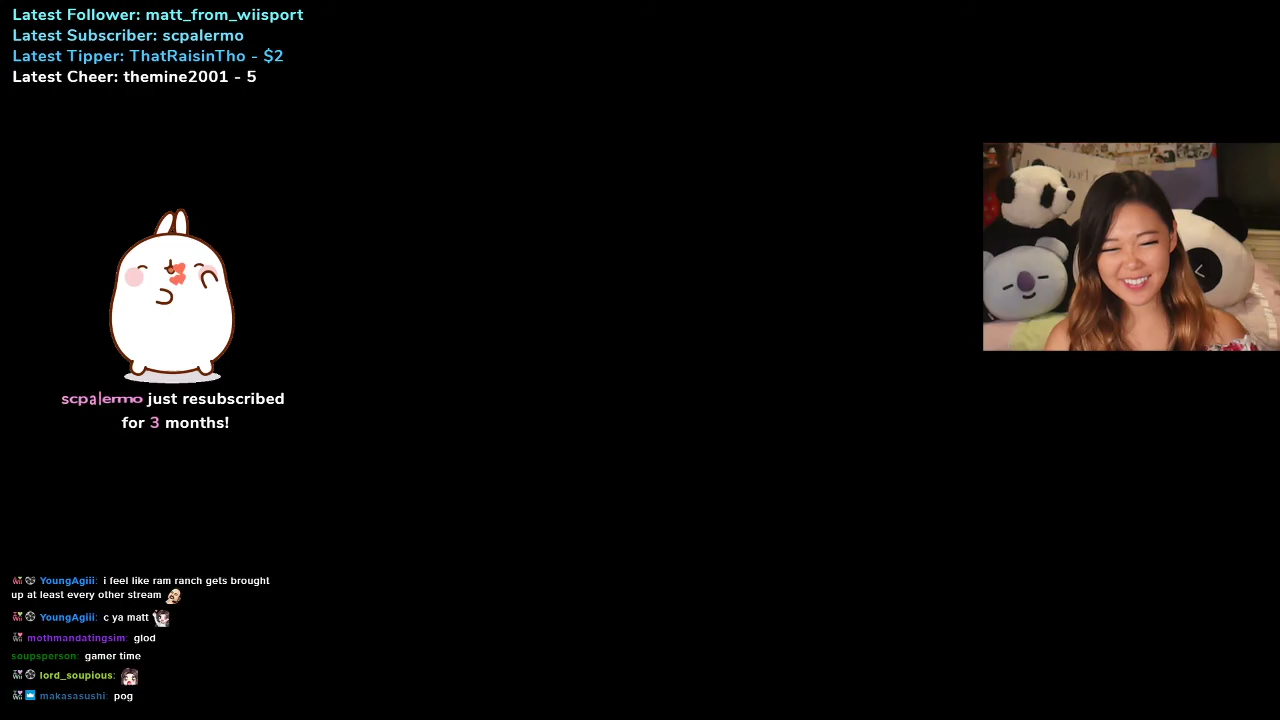 Latest Follower: matt_from_wiisport
Latest Subscriber: scpalermo
Latest Tipper: ThatRaisinTho - $2
Latest Cheer: themine2001 - 5
scpalermo just resubscribed
for 3 months!
YoungAgiii: i feel like ram ranch gets brought
up at least every other stream
YoungAgiii: c ya matt
mothmandatingsim: glod
soupsperson: gamer time
lord_soupious:
makasasushi: pog